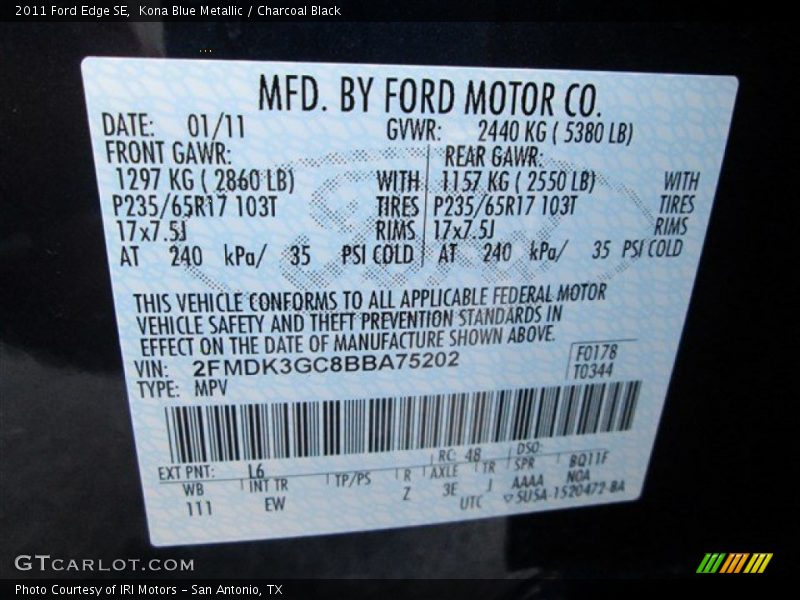 2011 Ford Edge SE, Kona Blue Metallic / Charcoal Black
MFD. BY FORD MOTOR CO.
DATE: 01/11 GVWR: 2440 KG ( 5380 LB)
FRONT GAWR: REAR GAWR:
1297 KG ( 2860 LB) WITH 1157 KG ( 2550 LB) WITH
P235/65R17 103T TIRES P235/65R17 103T TIRES
17x7.5J RIMS 17x7.5J RIMS
AT 240 kPa/ 35 PSI COLD AT 240 kPa/ 35 PSI COLD
THIS VEHICLE CONFORMS TO ALL APPLICABLE FEDERAL MOTOR
VEHICLE SAFETY AND THEFT PREVENTION STANDARDS IN
EFFECT ON THE DATE OF MANUFACTURE SHOWN ABOVE.
VIN: 2FMDK3GC8BBA75202 F0178
TYPE: MPV T0344
EXT PNT: L6 RC: 48 DSO:
WB INT TR TP/PS R AXLE TR SPR BQ11F
111 EW Z 3E J AAAA NOA
UTC ▽SUSA-1520472-BA
GTCARLOT.COM
Photo Courtesy of IRI Motors – San Antonio, TX